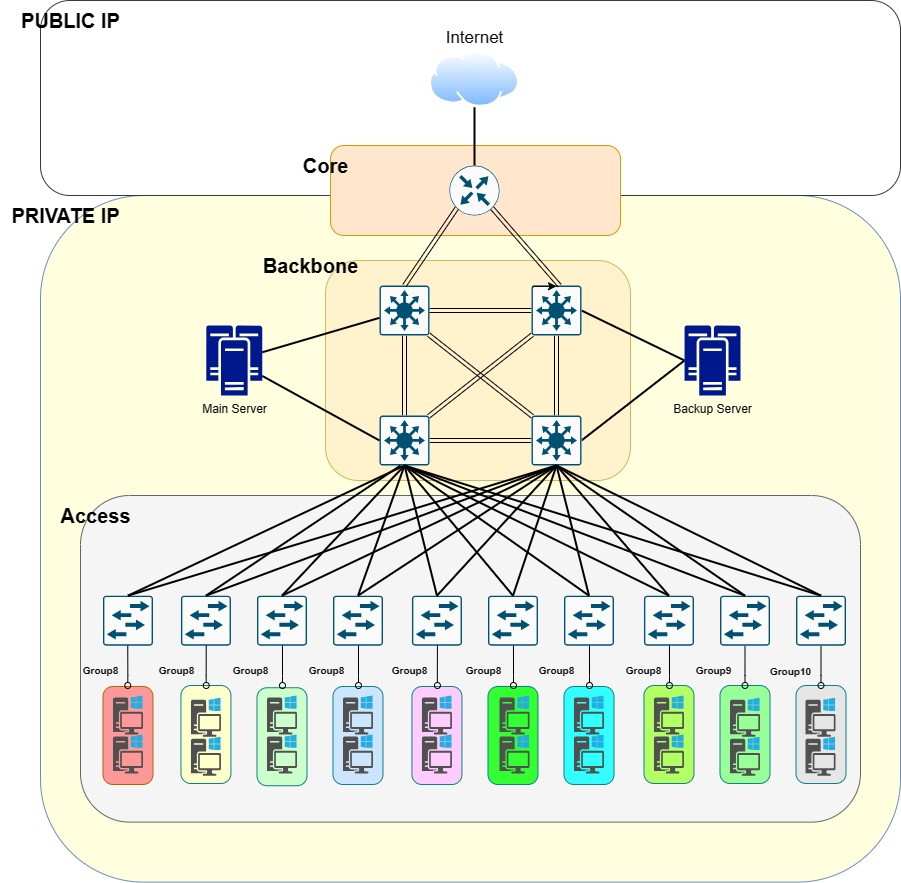 PUBLIC IP
Internet
Core
PRIVATE IP
Backbone
Main Server
Backup Server
Access
Group8
Group8
Group8
Group8
Group8
Group8
Group8
Group8
Group9
Group10